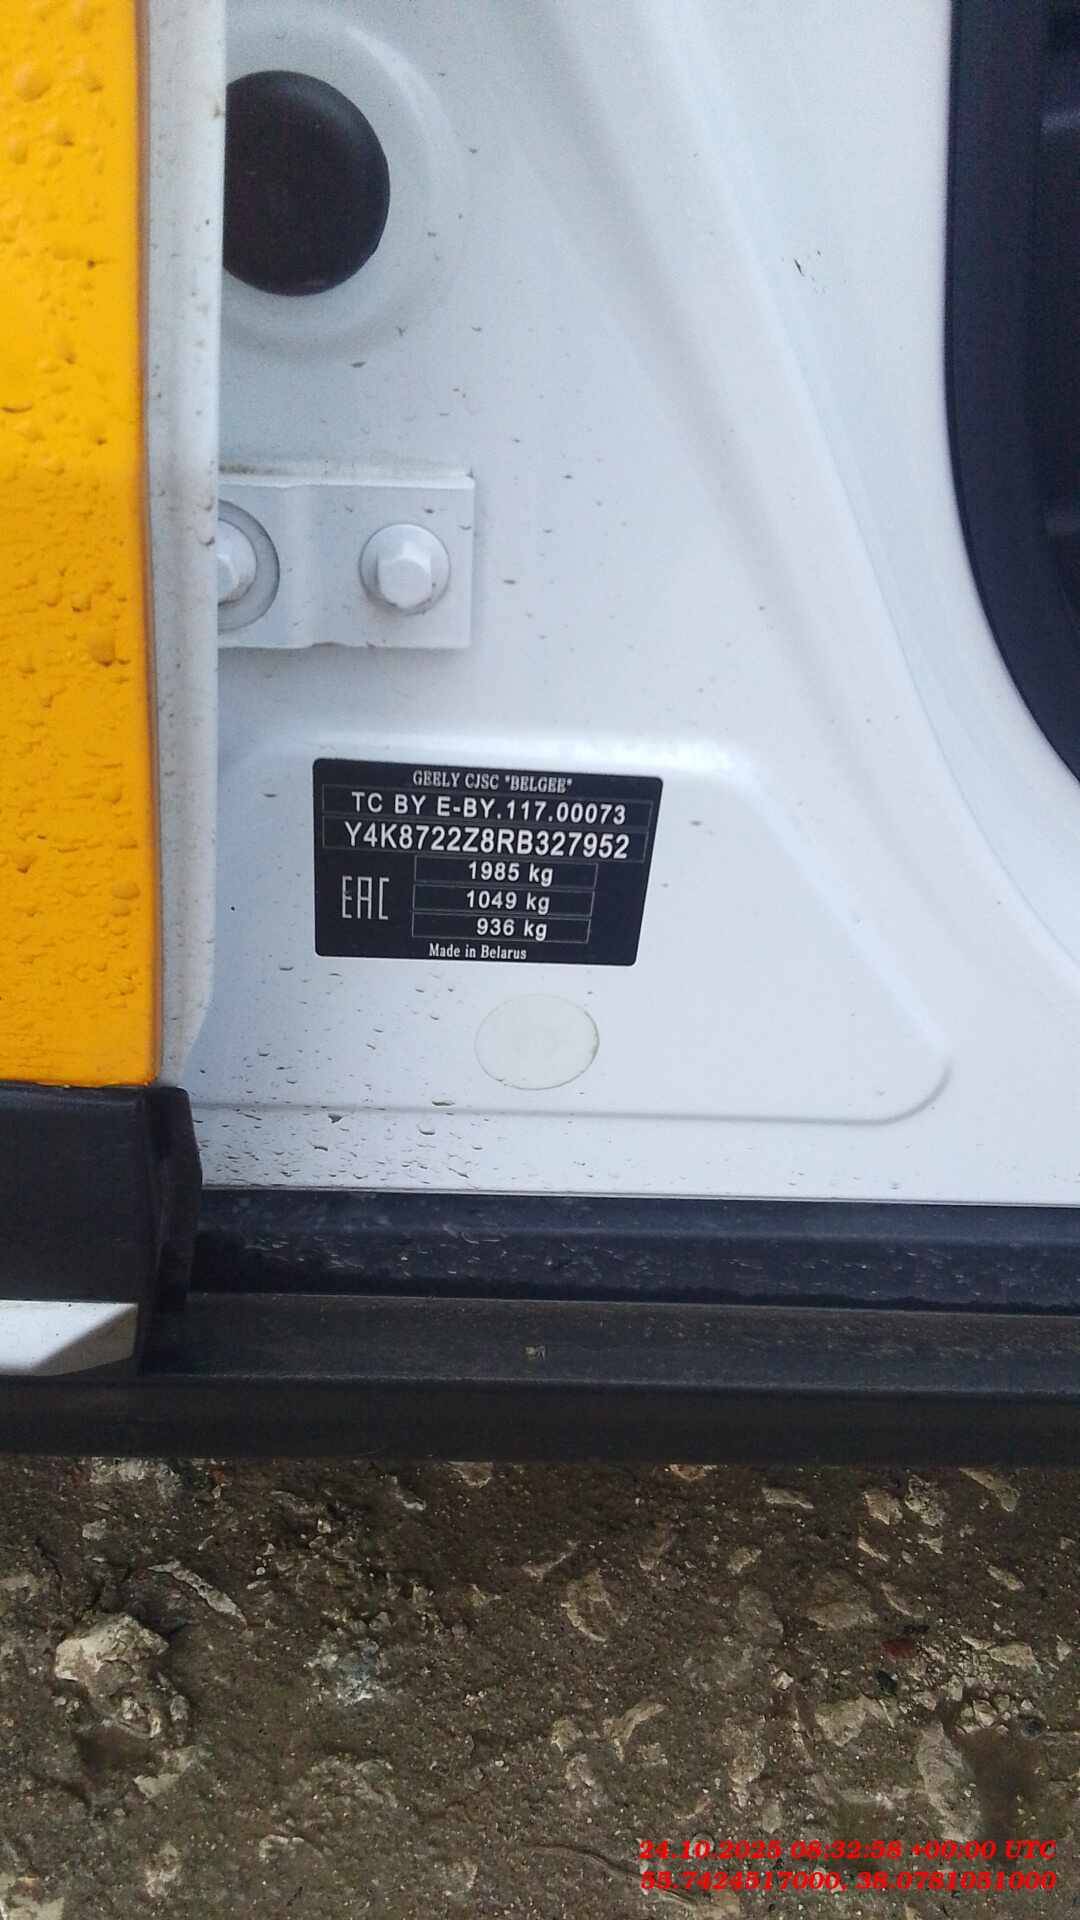 GEELY CJSC "BELGEE"
TC BY E-BY.117.00073
Y4K8722Z8RB327952
1985 kg
EAC
1049 kg
936 kg
Made in Belarus
24.10.2025 08:32:58 +00:00 UTC
55.7424517000, 38.0781051000